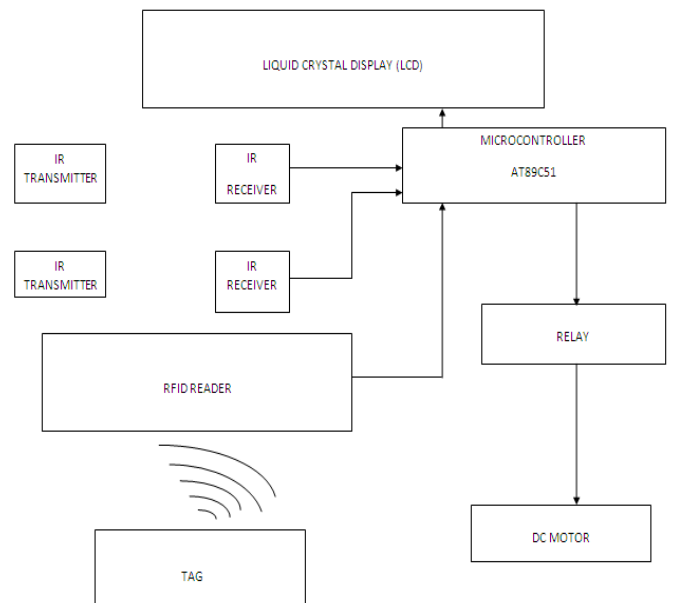 LIQUID CRYSTAL DISPLAY (LCD)
MICROCONTROLLER
AT89C51
IR
TRANSMITTER
IR
RECEIVER
IR
TRANSMITTER
IR
RECEIVER
RELAY
RFID READER
DC MOTOR
TAG